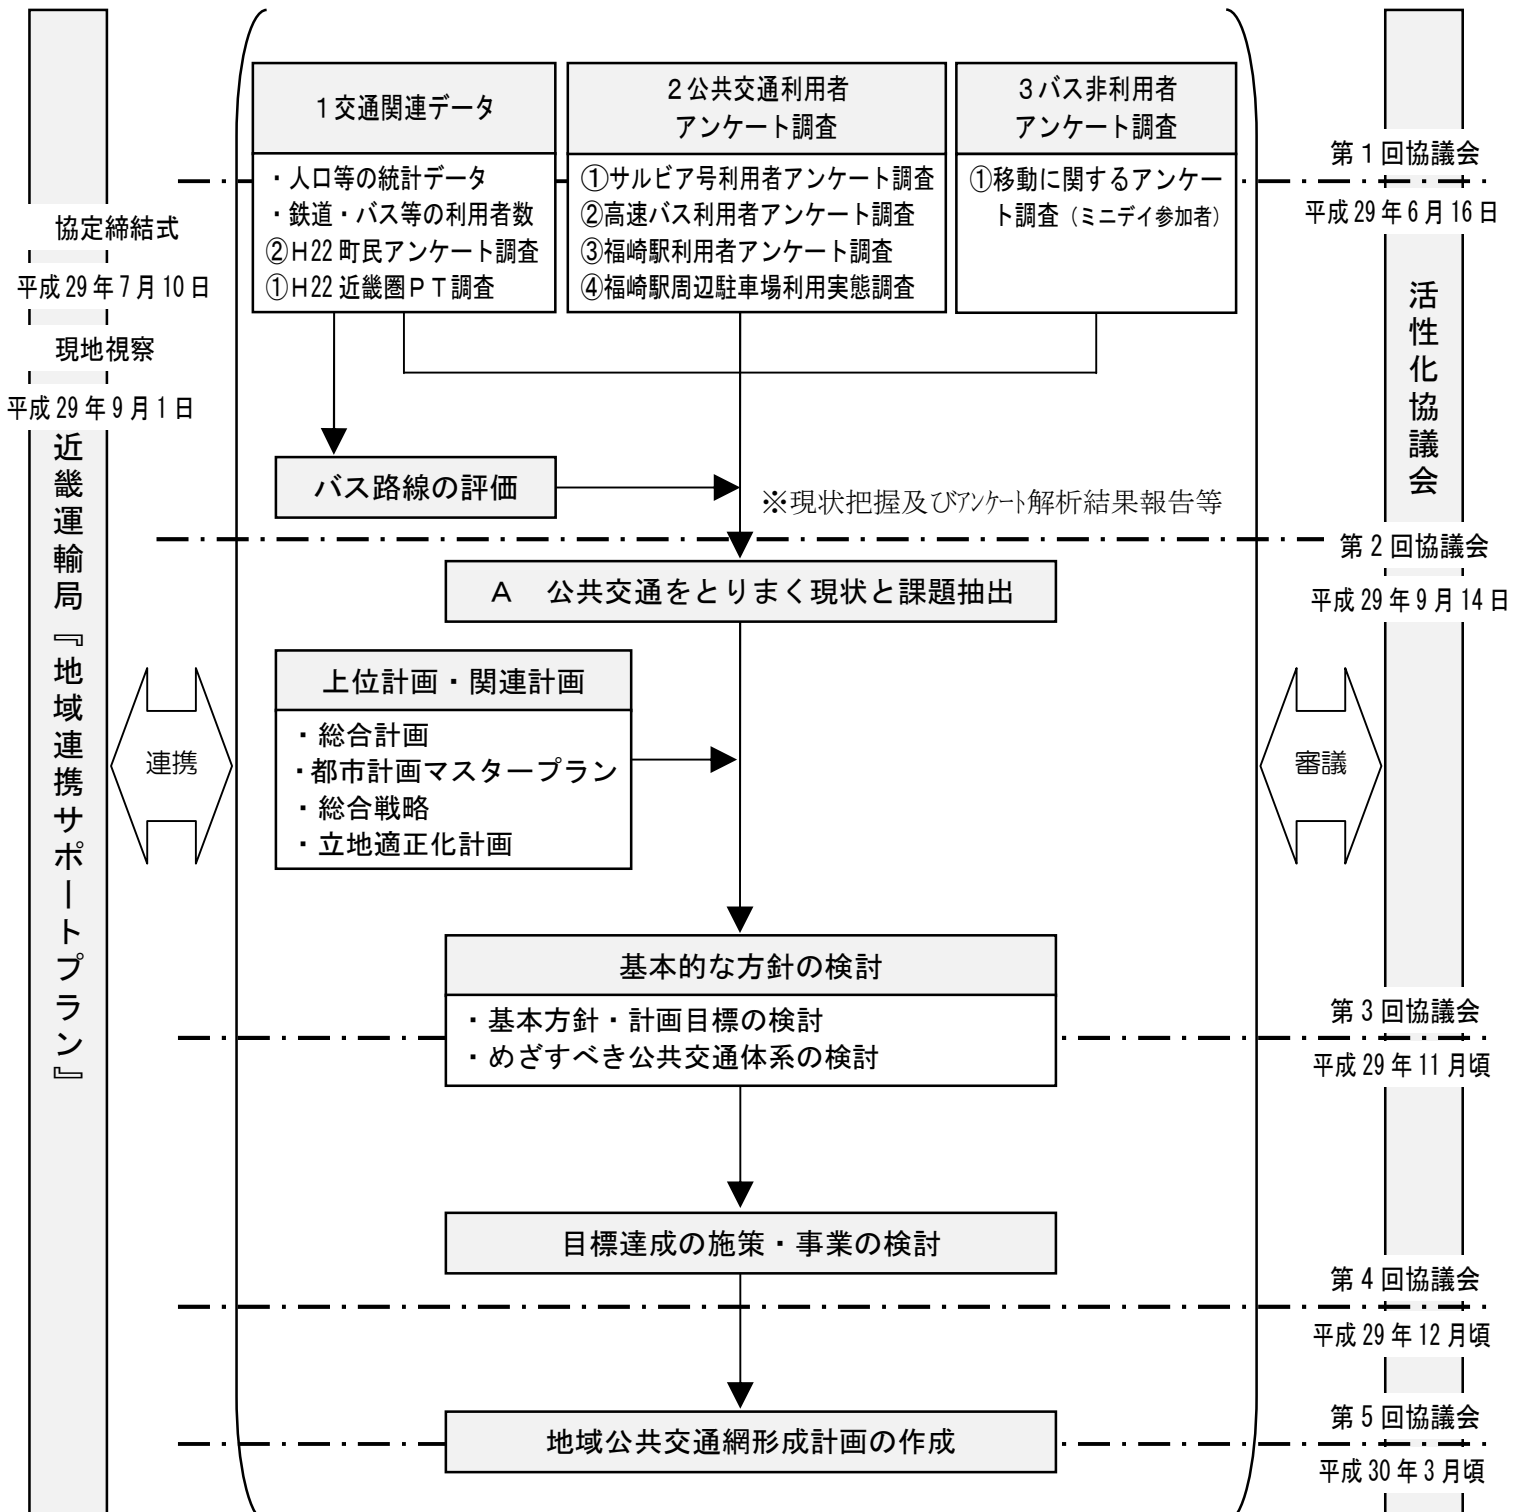 1交通関連データ
・人口等の統計データ
・鉄道・バス等の利用者数
②H22町民アンケート調査
①H22近畿圏PT調査
2公共交通利用者
アンケート調査
①サルビア号利用者アンケート調査
②高速バス利用者アンケート調査
③福崎駅利用者アンケート調査
④福崎駅周辺駐車場利用実態調査
3バス非利用者
アンケート調査
①移動に関するアンケー
ト調査（ミニデイ参加者）
第1回協議会
平成29年6月16日
協定締結式
平成29年7月10日
現地視察
平成29年9月1日
近畿運輸局『地域連携サポートプラン』
活性化協議会
バス路線の評価
※現状把握及びアンケート解析結果報告等
第2回協議会
平成29年9月14日
A　公共交通をとりまく現状と課題抽出
上位計画・関連計画
・総合計画
・都市計画マスタープラン
・総合戦略
・立地適正化計画
連携
審議
基本的な方針の検討
・基本方針・計画目標の検討
・めざすべき公共交通体系の検討
第3回協議会
平成29年11月頃
目標達成の施策・事業の検討
第4回協議会
平成29年12月頃
地域公共交通網形成計画の作成
第5回協議会
平成30年3月頃